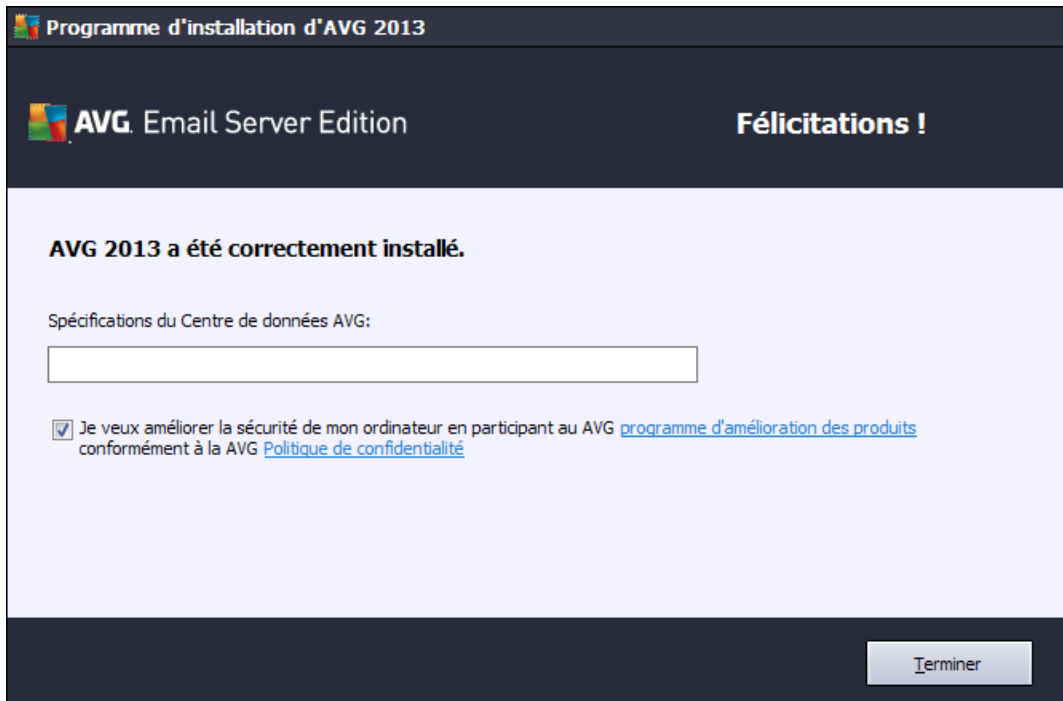 Programme d'installation d'AVG 2013
AVG. Email Server Edition
Félicitations !
AVG 2013 a été correctement installé.
Spécifications du Centre de données AVG:
Je veux améliorer la sécurité de mon ordinateur en participant au AVG programme d'amélioration des produits
conformément à la AVG Politique de confidentialité
Terminer